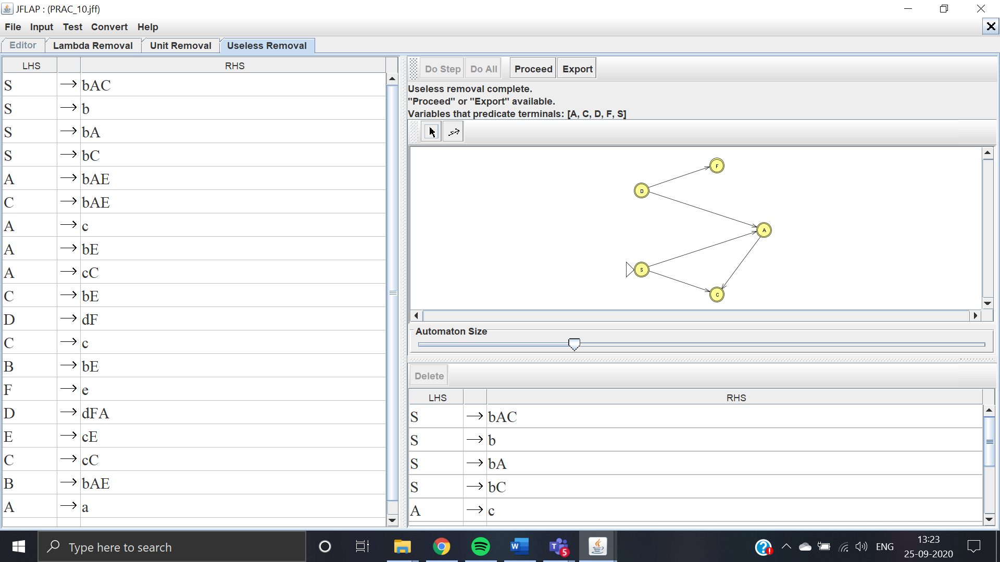 JFLAP : (PRAC_10.jff)
File Input Test Convert Help
Editor Lambda Removal Unit Removal Useless Removal
LHS RHS
S → bAC
S → b
S → bA
S → bC
A → bAE
C → bAE
A → c
A → bE
A → cC
C → bE
D → dF
C → c
B → bE
F → e
D → dFA
E → cE
C → cC
B → bAE
A → a
Do Step Do All Proceed Export
Useless removal complete.
"Proceed" or "Export" available.
Variables that predicate terminals: [A, C, D, F, S]
F
D
A
S
C
Automaton Size
Delete
LHS RHS
S → bAC
S → b
S → bA
S → bC
A → c
Type here to search
W
T 5
ENG
13:23
25-09-2020